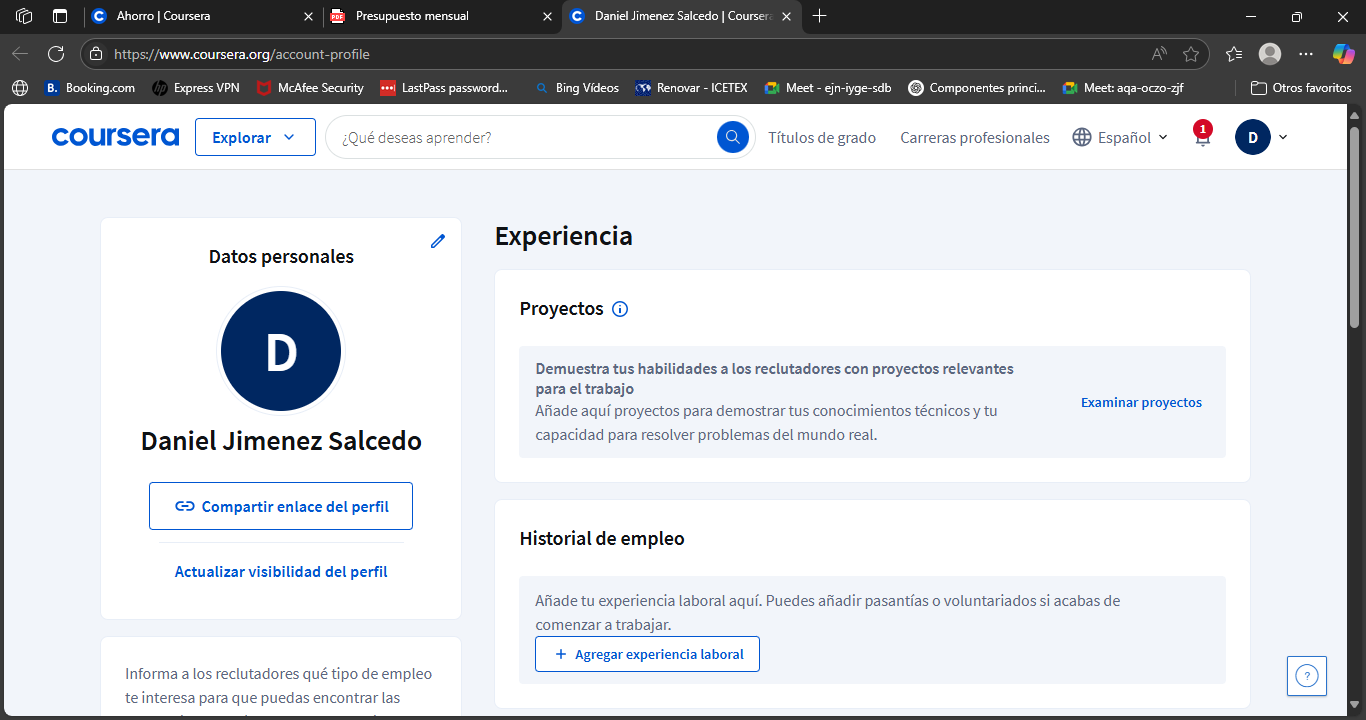 Ahorro | Coursera
Presupuesto mensual
Daniel Jimenez Salcedo | Coursera
https://www.coursera.org/account-profile
Booking.com
Express VPN
McAfee Security
LastPass password...
Bing Vídeos
Renovar - ICETEX
Meet - ejn-iyge-sdb
Componentes princi...
Meet: aqa-oczo-zjf
Otros favoritos
coursera
Explorar
¿Qué deseas aprender?
Títulos de grado
Carreras profesionales
Español
1
D
Datos personales
D
Daniel Jimenez Salcedo
Compartir enlace del perfil
Actualizar visibilidad del perfil
Informa a los reclutadores qué tipo de empleo
te interesa para que puedas encontrar las
Experiencia
Proyectos
Demuestra tus habilidades a los reclutadores con proyectos relevantes
para el trabajo
Añade aquí proyectos para demostrar tus conocimientos técnicos y tu
capacidad para resolver problemas del mundo real.
Examinar proyectos
Historial de empleo
Añade tu experiencia laboral aquí. Puedes añadir pasantías o voluntariados si acabas de
comenzar a trabajar.
+ Agregar experiencia laboral
?